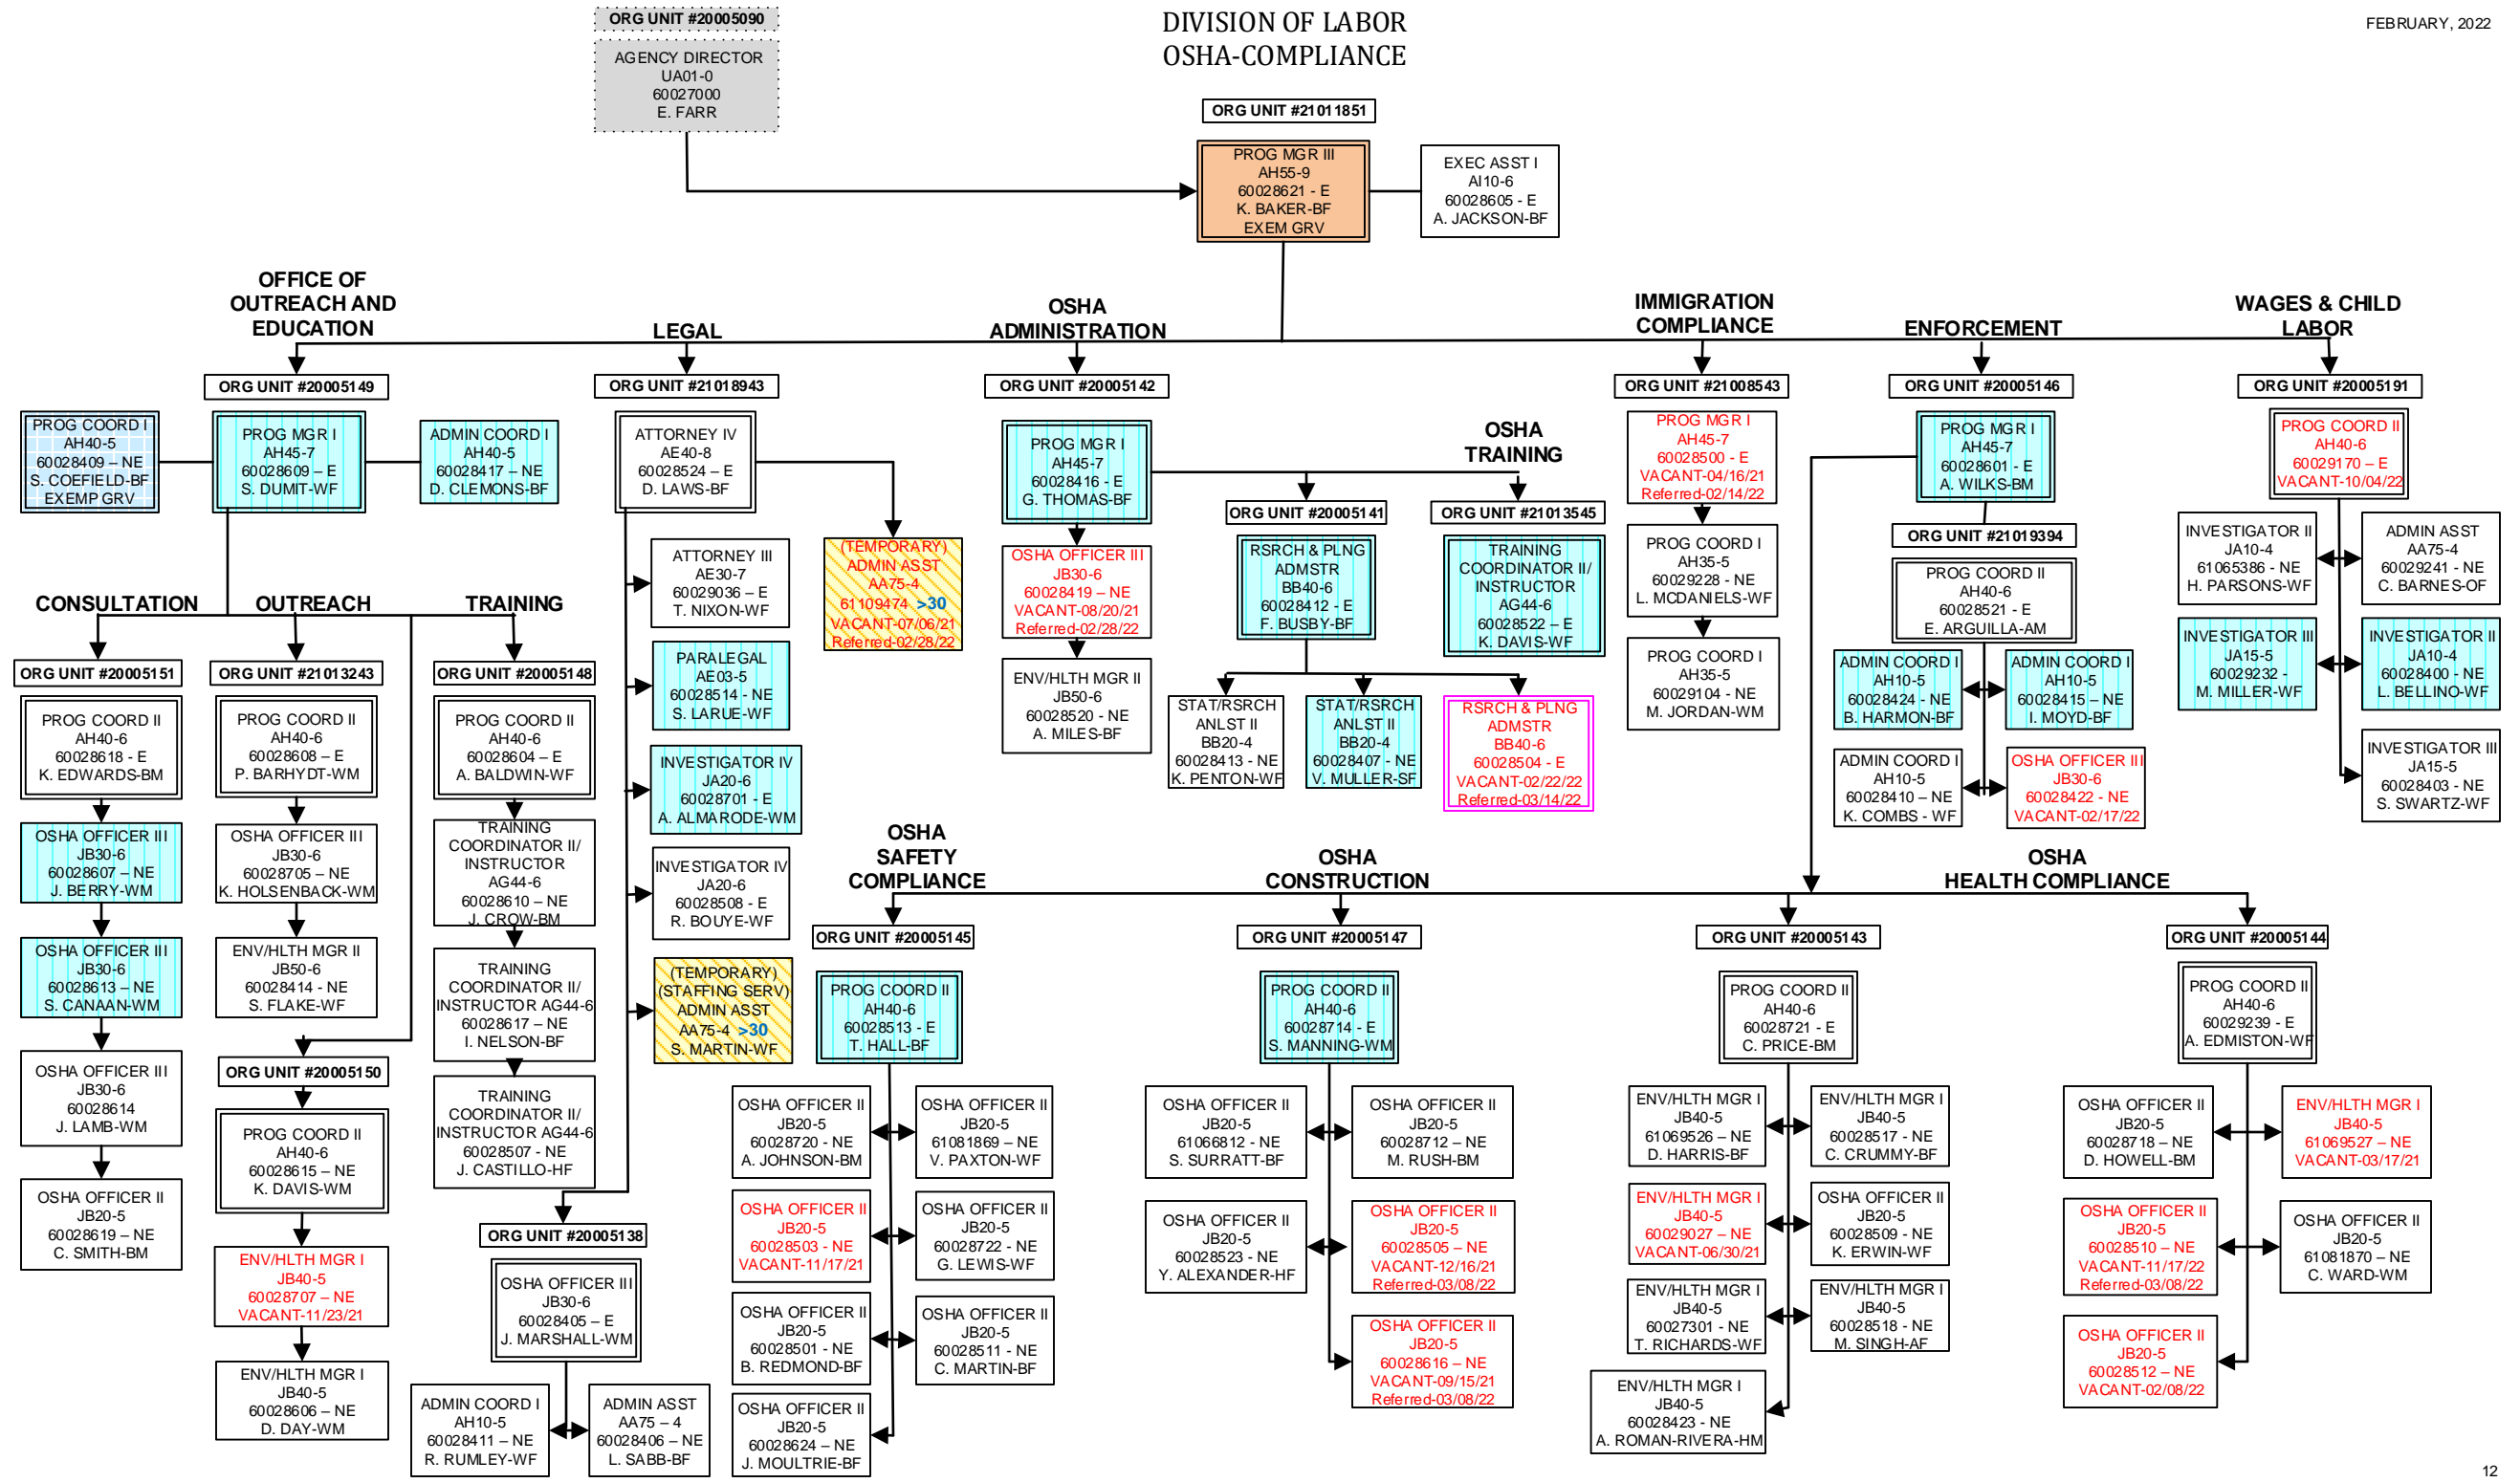 ORG UNIT #20005090
AGENCY DIRECTOR
UA01-0
60027000
E. FARR
DIVISION OF LABOR
OSHA-COMPLIANCE
FEBRUARY, 2022
ORG UNIT #21011851
PROG MGR III
AH55-9
60028621 - E
K. BAKER-BF
EXEM GRV
EXEC ASST I
AI10-6
60028605 - E
A. JACKSON-BF
OFFICE OF
OUTREACH AND
EDUCATION
LEGAL
OSHA
ADMINISTRATION
IMMIGRATION
COMPLIANCE
ENFORCEMENT
WAGES & CHILD
LABOR
ORG UNIT #20005149
PROG COORD I
AH40-5
60028409 – NE
S. COEFIELD-BF
EXEMP GRV
PROG MGR I
AH45-7
60028609 – E
S. DUMIT-WF
ADMIN COORD I
AH40-5
60028417 – NE
D. CLEMONS-BF
CONSULTATION
OUTREACH
TRAINING
ORG UNIT #20005151
PROG COORD II
AH40-6
60028618 - E
K. EDWARDS-BM
OSHA OFFICER III
JB30-6
60028607 – NE
J. BERRY-WM
OSHA OFFICER III
JB30-6
60028613 – NE
S. CANAAN-WM
OSHA OFFICER III
JB30-6
60028614
J. LAMB-WM
OSHA OFFICER II
JB20-5
60028619 – NE
C. SMITH-BM
ORG UNIT #21013243
PROG COORD II
AH40-6
60028608 – E
P. BARHYDT-WM
OSHA OFFICER III
JB30-6
60028705 – NE
K. HOLSENBACK-WM
ENV/HLTH MGR II
JB50-6
60028414 - NE
S. FLAKE-WF
ORG UNIT #20005150
PROG COORD II
AH40-6
60028615 – NE
K. DAVIS-WM
ENV/HLTH MGR I
JB40-5
60028707 – NE
VACANT-11/23/21
ENV/HLTH MGR I
JB40-5
60028606 – NE
D. DAY-WM
ORG UNIT #20005148
PROG COORD II
AH40-6
60028604 – E
A. BALDWIN-WF
TRAINING
COORDINATOR II/
INSTRUCTOR
AG44-6
60028610 – NE
J. CROW-BM
TRAINING
COORDINATOR II/
INSTRUCTOR AG44-6
60028617 – NE
I. NELSON-BF
TRAINING
COORDINATOR II/
INSTRUCTOR AG44-6
60028507 - NE
J. CASTILLO-HF
ORG UNIT #21018943
ATTORNEY IV
AE40-8
60028524 – E
D. LAWS-BF
ATTORNEY III
AE30-7
60029036 – E
T. NIXON-WF
PARALEGAL
AE03-5
60028514 - NE
S. LARUE-WF
INVESTIGATOR IV
JA20-6
60028701 - E
A. ALMARODE-WM
INVESTIGATOR IV
JA20-6
60028508 - E
R. BOUYE-WF
(TEMPORARY)
(STAFFING SERV)
ADMIN ASST
AA75-4 >30
S. MARTIN-WF
(TEMPORARY)
ADMIN ASST
AA75-4
61109474 >30
VACANT-07/06/21
Referred-02/28/22
ORG UNIT #20005138
OSHA OFFICER III
JB30-6
60028405 – E
J. MARSHALL-WM
ADMIN COORD I
AH10-5
60028411 – NE
R. RUMLEY-WF
ADMIN ASST
AA75 – 4
60028406 – NE
L. SABB-BF
ORG UNIT #20005142
PROG MGR I
AH45-7
60028416 - E
G. THOMAS-BF
OSHA OFFICER III
JB30-6
60028419 – NE
VACANT-08/20/21
Referred-02/28/22
ENV/HLTH MGR II
JB50-6
60028520 - NE
A. MILES-BF
ORG UNIT #20005141
RSRCH & PLNG
ADMSTR
BB40-6
60028412 - E
F. BUSBY-BF
OSHA
TRAINING
ORG UNIT #21013545
TRAINING
COORDINATOR II/
INSTRUCTOR
AG44-6
60028522 – E
K. DAVIS-WF
STAT/RSRCH
ANLST II
BB20-4
60028413 - NE
K. PENTON-WF
STAT/RSRCH
ANLST II
BB20-4
60028407 - NE
V. MULLER-SF
RSRCH & PLNG
ADMSTR
BB40-6
60028504 – E
VACANT-02/22/22
Referred-03/14/22
ORG UNIT #21008543
PROG MGR I
AH45-7
60028500 - E
VACANT-04/16/21
Referred-02/14/22
PROG COORD I
AH35-5
60029228 - NE
L. MCDANIELS-WF
PROG COORD I
AH35-5
60029104 - NE
M. JORDAN-WM
ORG UNIT #20005146
PROG MGR I
AH45-7
60028601 - E
A. WILKS-BM
ORG UNIT #21019394
PROG COORD II
AH40-6
60028521 - E
E. ARGUILLA-AM
ADMIN COORD I
AH10-5
60028424 - NE
B. HARMON-BF
ADMIN COORD I
AH10-5
60028415 – NE
I. MOYD-BF
ADMIN COORD I
AH10-5
60028410 – NE
K. COMBS - WF
OSHA OFFICER III
JB30-6
60028422 - NE
VACANT-02/17/22
ORG UNIT #20005191
PROG COORD II
AH40-6
60029170 – E
VACANT-10/04/22
INVESTIGATOR II
JA10-4
61065386 - NE
H. PARSONS-WF
ADMIN ASST
AA75-4
60029241 - NE
C. BARNES-OF
INVESTIGATOR III
JA15-5
60029232 -
M. MILLER-WF
INVESTIGATOR II
JA10-4
60028400 - NE
L. BELLINO-WF
INVESTIGATOR III
JA15-5
60028403 - NE
S. SWARTZ-WF
OSHA
SAFETY
COMPLIANCE
OSHA
CONSTRUCTION
OSHA
HEALTH COMPLIANCE
ORG UNIT #20005145
PROG COORD II
AH40-6
60028513 - E
T. HALL-BF
OSHA OFFICER II
JB20-5
60028720 - NE
A. JOHNSON-BM
OSHA OFFICER II
JB20-5
61081869 – NE
V. PAXTON-WF
OSHA OFFICER II
JB20-5
60028503 - NE
VACANT-11/17/21
OSHA OFFICER II
JB20-5
60028722 - NE
G. LEWIS-WF
OSHA OFFICER II
JB20-5
60028501 - NE
B. REDMOND-BF
OSHA OFFICER II
JB20-5
60028511 - NE
C. MARTIN-BF
OSHA OFFICER II
JB20-5
60028624 – NE
J. MOULTRIE-BF
ORG UNIT #20005147
PROG COORD II
AH40-6
60028714 – E
S. MANNING-WM
OSHA OFFICER II
JB20-5
61066812 - NE
S. SURRATT-BF
OSHA OFFICER II
JB20-5
60028712 – NE
M. RUSH-BM
OSHA OFFICER II
JB20-5
60028523 - NE
Y. ALEXANDER-HF
OSHA OFFICER II
JB20-5
60028505 – NE
VACANT-12/16/21
Referred-03/08/22
OSHA OFFICER II
JB20-5
60028616 – NE
VACANT-09/15/21
Referred-03/08/22
ORG UNIT #20005143
PROG COORD II
AH40-6
60028721 - E
C. PRICE-BM
ENV/HLTH MGR I
JB40-5
61069526 – NE
D. HARRIS-BF
ENV/HLTH MGR I
JB40-5
60028517 - NE
C. CRUMMY-BF
ENV/HLTH MGR I
JB40-5
60029027 – NE
VACANT-06/30/21
OSHA OFFICER II
JB20-5
60028509 – NE
K. ERWIN-WF
ENV/HLTH MGR I
JB40-5
60027301 - NE
T. RICHARDS-WF
ENV/HLTH MGR I
JB40-5
60028518 - NE
M. SINGH-AF
ENV/HLTH MGR I
JB40-5
60028423 - NE
A. ROMAN-RIVERA-HM
ORG UNIT #20005144
PROG COORD II
AH40-6
60029239 - E
A. EDMISTON-WF
OSHA OFFICER II
JB20-5
60028718 – NE
D. HOWELL-BM
ENV/HLTH MGR I
JB40-5
61069527 – NE
VACANT-03/17/21
OSHA OFFICER II
JB20-5
60028510 – NE
VACANT-11/17/22
Referred-03/08/22
OSHA OFFICER II
JB20-5
61081870 – NE
C. WARD-WM
OSHA OFFICER II
JB20-5
60028512 – NE
VACANT-02/08/22
12